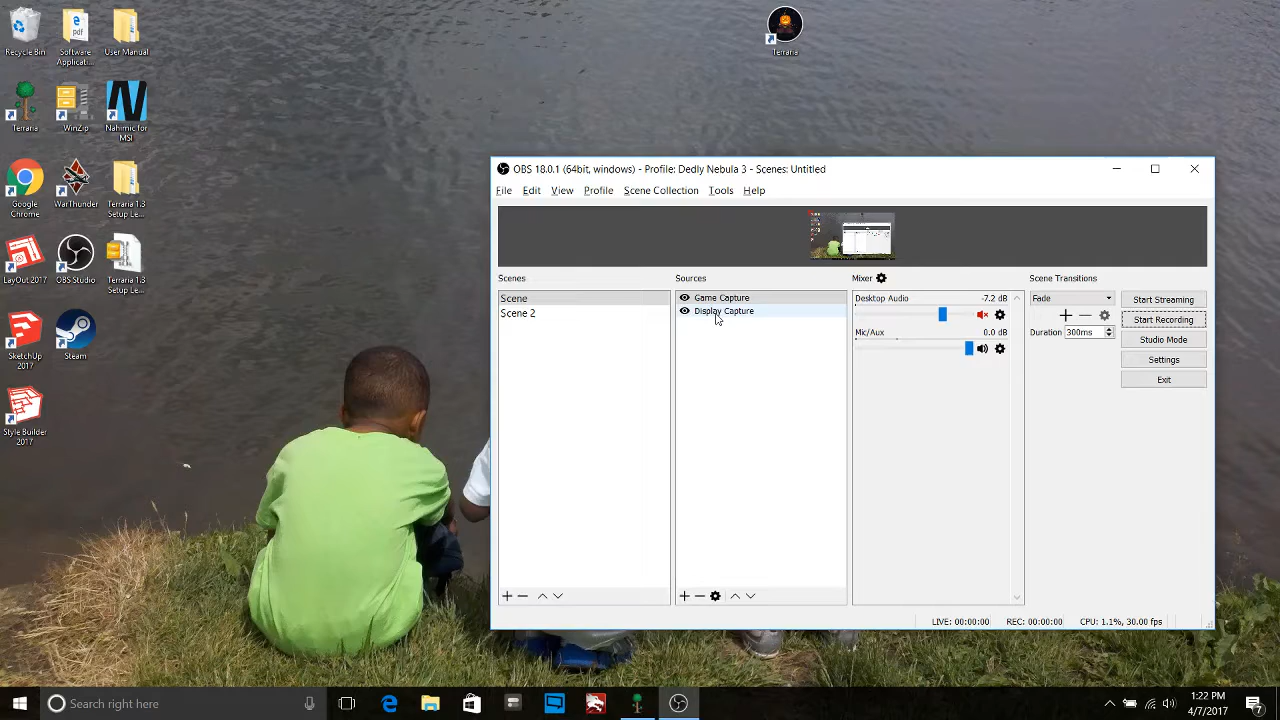 Recycle Bin
Software Applicati...
User Manual
Terraria
Terraria
WinZip
Nahimic for MSI
Google Chrome
WarThunder
Terraria 1.3 Setup Le...
LayOut 2017
OBS Studio
Terraria 1.3 Setup Le...
SketchUp 2017
Steam
Style Builder 2017
OBS 18.0.1 (64bit, windows) - Profile: Dedly Nebula 3 - Scenes: Untitled
File Edit View Profile Scene Collection Tools Help
Scenes
Scene
Scene 2
Sources
Game Capture
Display Capture
Mixer
Desktop Audio -7.2 dB
Mic/Aux 0.0 dB
Scene Transitions
Fade
Duration 300ms
Start Streaming
Start Recording
Studio Mode
Settings
Exit
LIVE: 00:00:00 REC: 00:00:00 CPU: 1.1%, 30.00 fps
Search right here
1:22 PM
4/7/2017
7